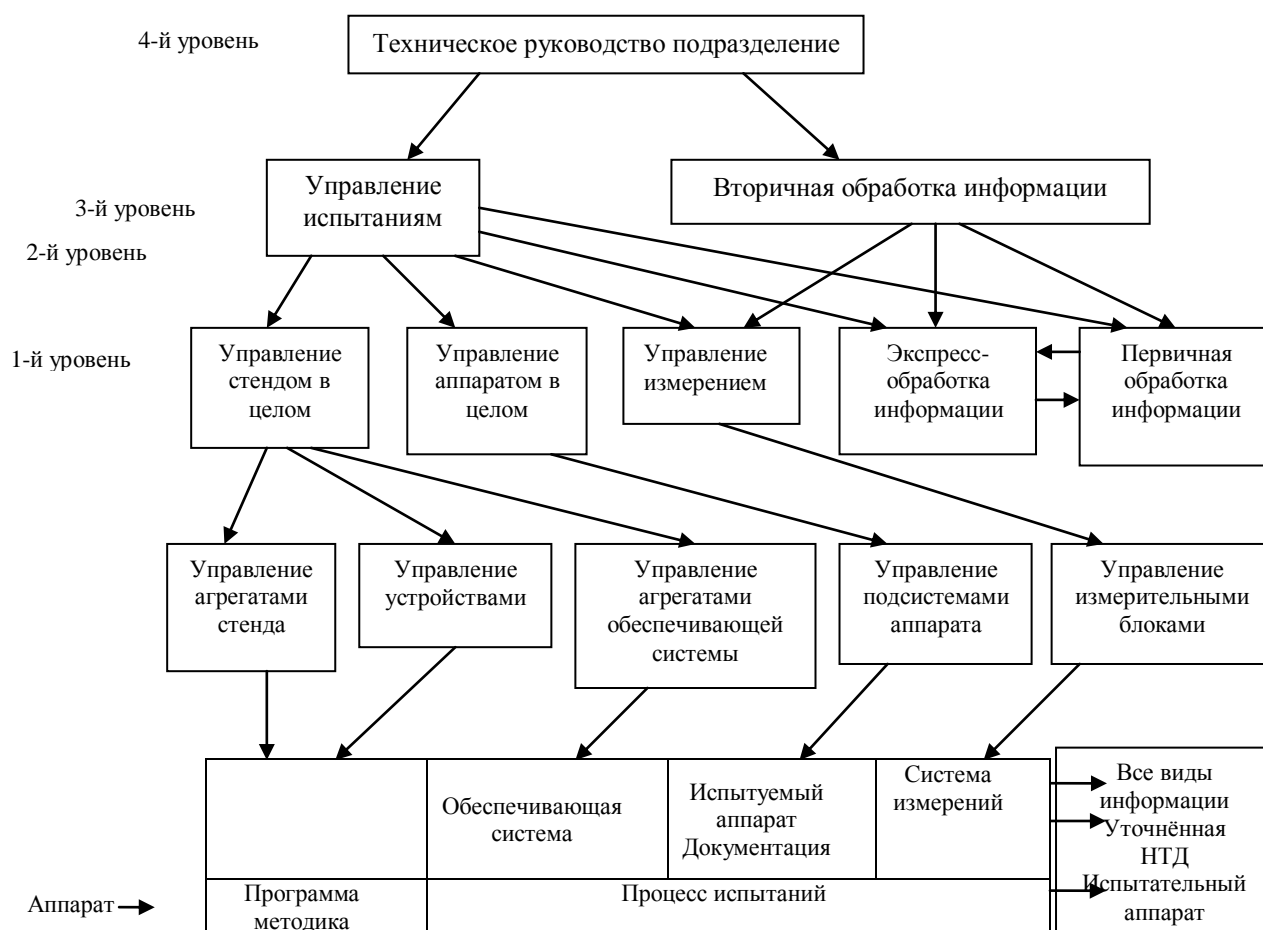 4-й уровень
Техническое руководство подразделение
Управление
испытаниям
Вторичная обработка информации
3-й уровень
2-й уровень
1-й уровень
Управление
стендом в
целом
Управление
аппаратом в
целом
Управление
измерением
Экспресс-
обработка
информации
Первичная
обработка
информации
Управление
агрегатами
стенда
Управление
устройствами
Управление
агрегатами
обеспечивающей
системы
Управление
подсистемами
аппарата
Управление
измерительными
блоками
Обеспечивающая
система
Испытуемый
аппарат
Документация
Система
измерений
Все виды
информации
Уточнённая
НТД
Испытательный
аппарат
Аппарат
Программа
методика
Процесс испытаний